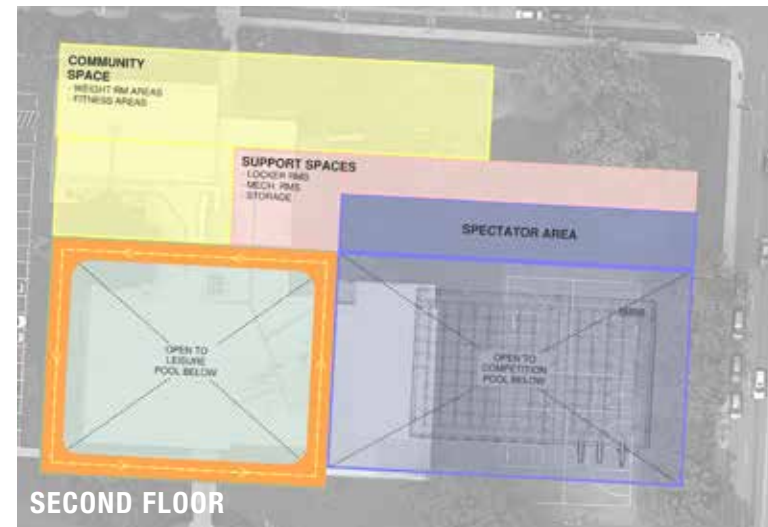 COMMUNITY
SPACE
- WEIGHT RM AREAS
- FITNESS AREAS
SUPPORT SPACES
- LOCKER RMS
- MECH. RMS
- STORAGE
SPECTATOR AREA
OPEN TO
LEISURE
POOL BELOW
OPEN TO
COMPETITION
POOL BELOW
SECOND FLOOR